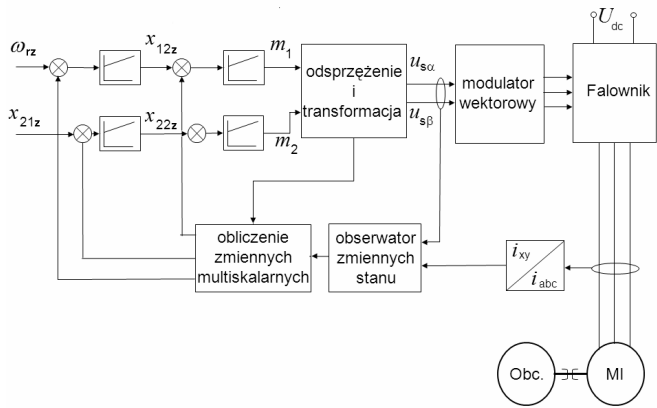 U_dc
ω_rz
x_12z
m_1
x_21z
x_22z
m_2
odsprzężenie
i
transformacja
u_sα
u_sβ
modulator
wektorowy
Falownik
obliczenie
zmiennych
multiskalarnych
obserwator
zmiennych
stanu
i_xy
i_abc
Obc.
MI